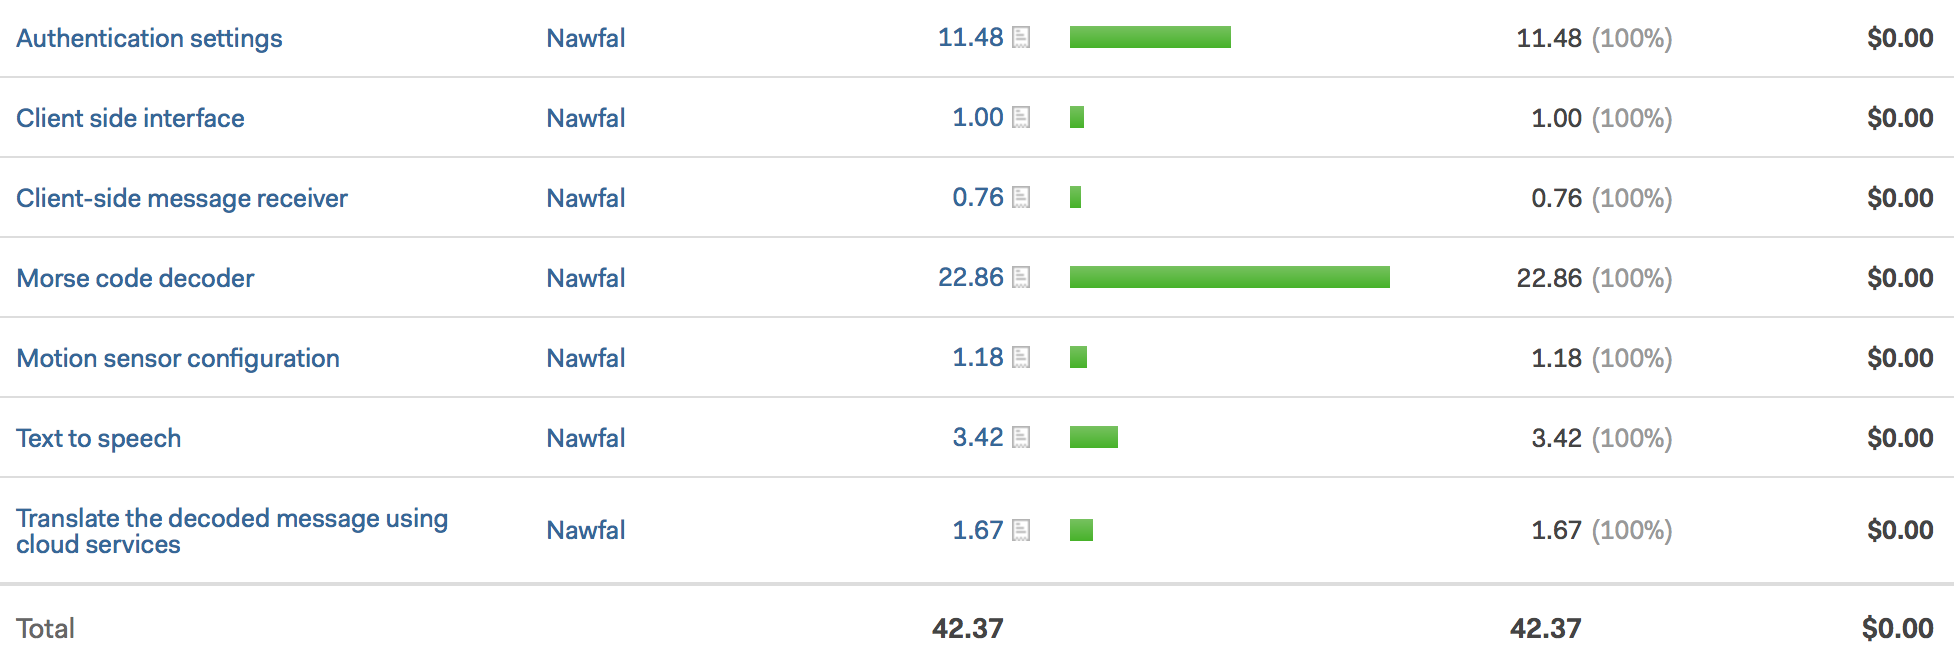 Authentication settings Nawfal 11.48 11.48 (100%) $0.00
Client side interface Nawfal 1.00 1.00 (100%) $0.00
Client-side message receiver Nawfal 0.76 0.76 (100%) $0.00
Morse code decoder Nawfal 22.86 22.86 (100%) $0.00
Motion sensor configuration Nawfal 1.18 1.18 (100%) $0.00
Text to speech Nawfal 3.42 3.42 (100%) $0.00
Translate the decoded message using
cloud services Nawfal 1.67 1.67 (100%) $0.00
Total 42.37 42.37 $0.00